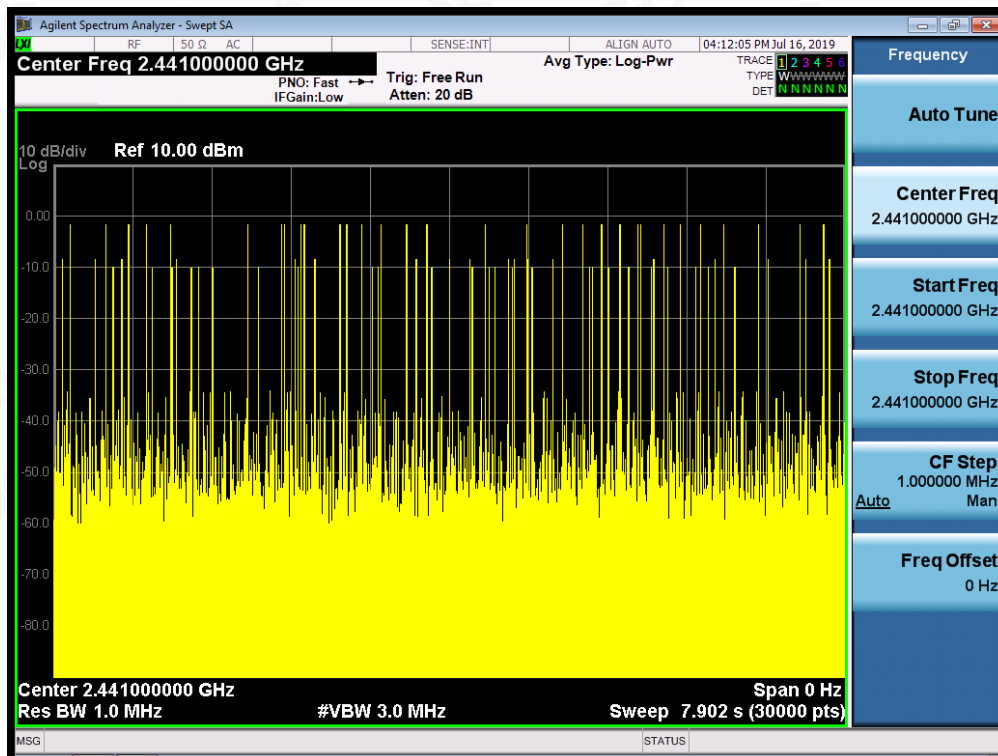 Agilent Spectrum Analyzer - Swept SA
LXI RF 50 Ω AC SENSE:INT ALIGN AUTO 04:12:05 PM Jul 16, 2019
Center Freq 2.441000000 GHz
PNO: Fast
IFGain:Low
Trig: Free Run
Atten: 20 dB
Avg Type: Log-Pwr
TRACE 1 2 3 4 5 6
TYPE WWWWWW
DET N N N N N N
10 dB/div Ref 10.00 dBm
Log
0.00
-10.0
-20.0
-30.0
-40.0
-50.0
-60.0
-70.0
-80.0
Center 2.441000000 GHz Span 0 Hz
Res BW 1.0 MHz #VBW 3.0 MHz Sweep 7.902 s (30000 pts)
MSG STATUS
Frequency
Auto Tune
Center Freq
2.441000000 GHz
Start Freq
2.441000000 GHz
Stop Freq
2.441000000 GHz
CF Step
1.000000 MHz
Auto Man
Freq Offset
0 Hz